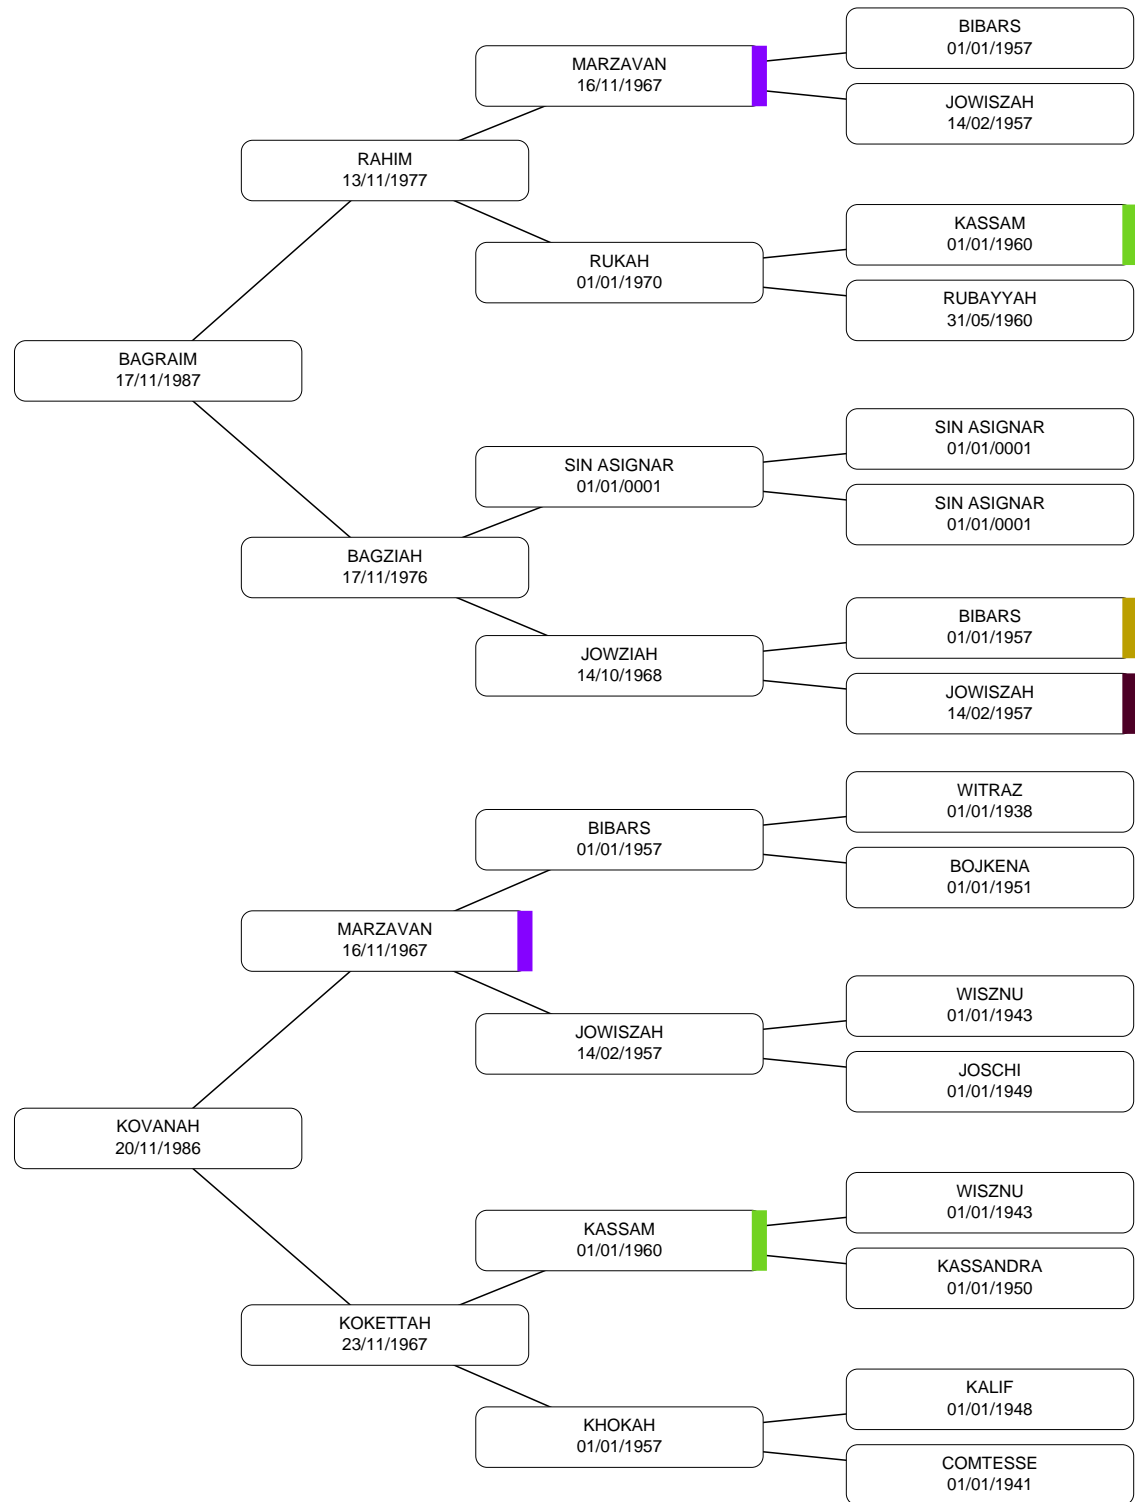 BIBARS
01/01/1957
MARZAVAN
16/11/1967
JOWISZAH
14/02/1957
RAHIM
13/11/1977
KASSAM
01/01/1960
RUKAH
01/01/1970
RUBAYYAH
31/05/1960
BAGRAIM
17/11/1987
SIN ASIGNAR
01/01/0001
SIN ASIGNAR
01/01/0001
SIN ASIGNAR
01/01/0001
BAGZIAH
17/11/1976
BIBARS
01/01/1957
JOWZIAH
14/10/1968
JOWISZAH
14/02/1957
WITRAZ
01/01/1938
BIBARS
01/01/1957
BOJKENA
01/01/1951
MARZAVAN
16/11/1967
WISZNU
01/01/1943
JOWISZAH
14/02/1957
JOSCHI
01/01/1949
KOVANAH
20/11/1986
WISZNU
01/01/1943
KASSAM
01/01/1960
KASSANDRA
01/01/1950
KOKETTAH
23/11/1967
KALIF
01/01/1948
KHOKAH
01/01/1957
COMTESSE
01/01/1941